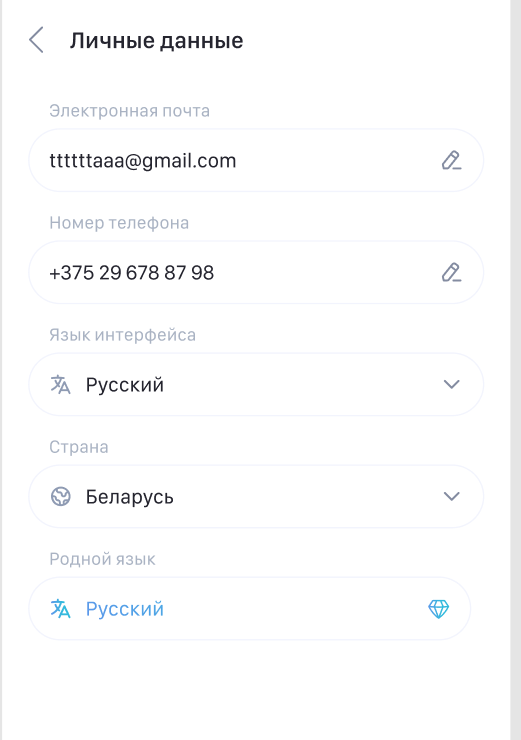 Личные данные
Электронная почта
ttttttaaa@gmail.com
Номер телефона
+375 29 678 87 98
Язык интерфейса
Русский
Страна
Беларусь
Родной язык
Русский